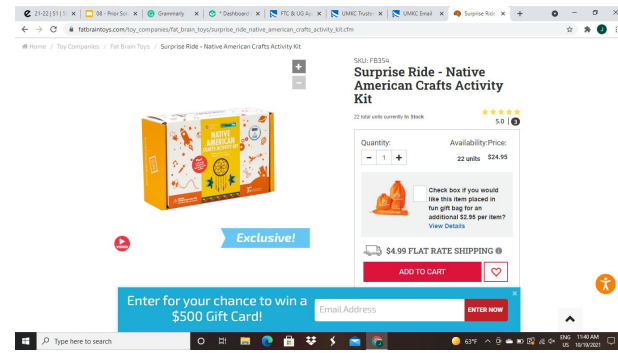 21-22 | 51 |
08 - Prior
Grammarly
* Dashboard
FTC & UG
UMKC Truste
UMKC Email
Surprise Ride
fatbraintoys.com/toy_companies/fat_brain_toys/surprise_ride_native_american_crafts_activity_kit.cfm
Home / Toy Companies / Fat Brain Toys / Surprise Ride - Native American Crafts Activity Kit
SKU: FB354
Surprise Ride - Native
American Crafts Activity
Kit
22 total units currently In Stock
5.0 | 3
Quantity: Availability: Price:
- 1 + 22 units $24.95
Check box if you would
like this item placed in
fun gift bag for an
additional $2.95 per item?
View Details
$4.99 FLAT RATE SHIPPING
ADD TO CART
NATIVE
AMERICAN
CRAFTS ACTIVITY KIT
Exclusive!
Enter for your chance to win a
$500 Gift Card!
Email Address
ENTER NOW
Type here to search
63°F
ENG
US
11:40 AM
10/19/2021